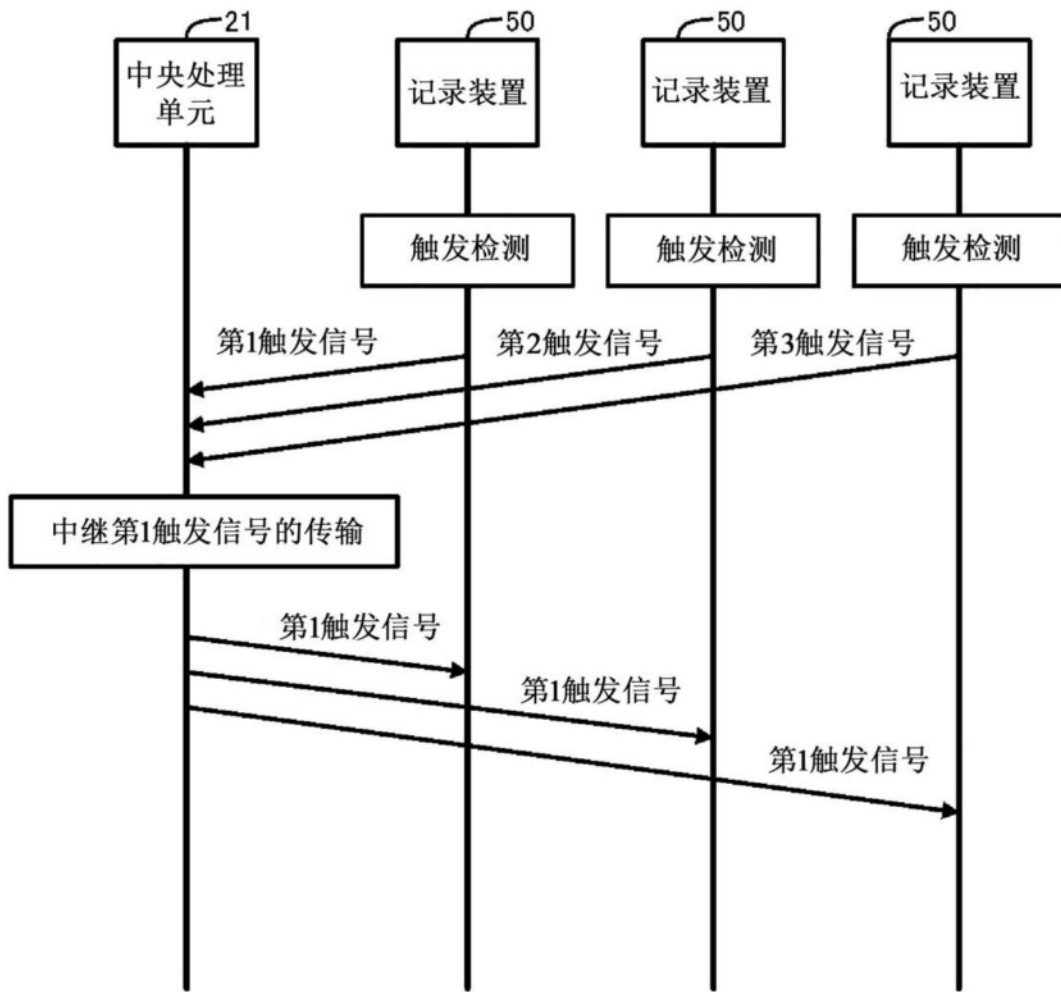 21
50
50
50
中央处理
单元
记录装置
记录装置
记录装置
触发检测
触发检测
触发检测
第1触发信号
第2触发信号
第3触发信号
中继第1触发信号的传输
第1触发信号
第1触发信号
第1触发信号